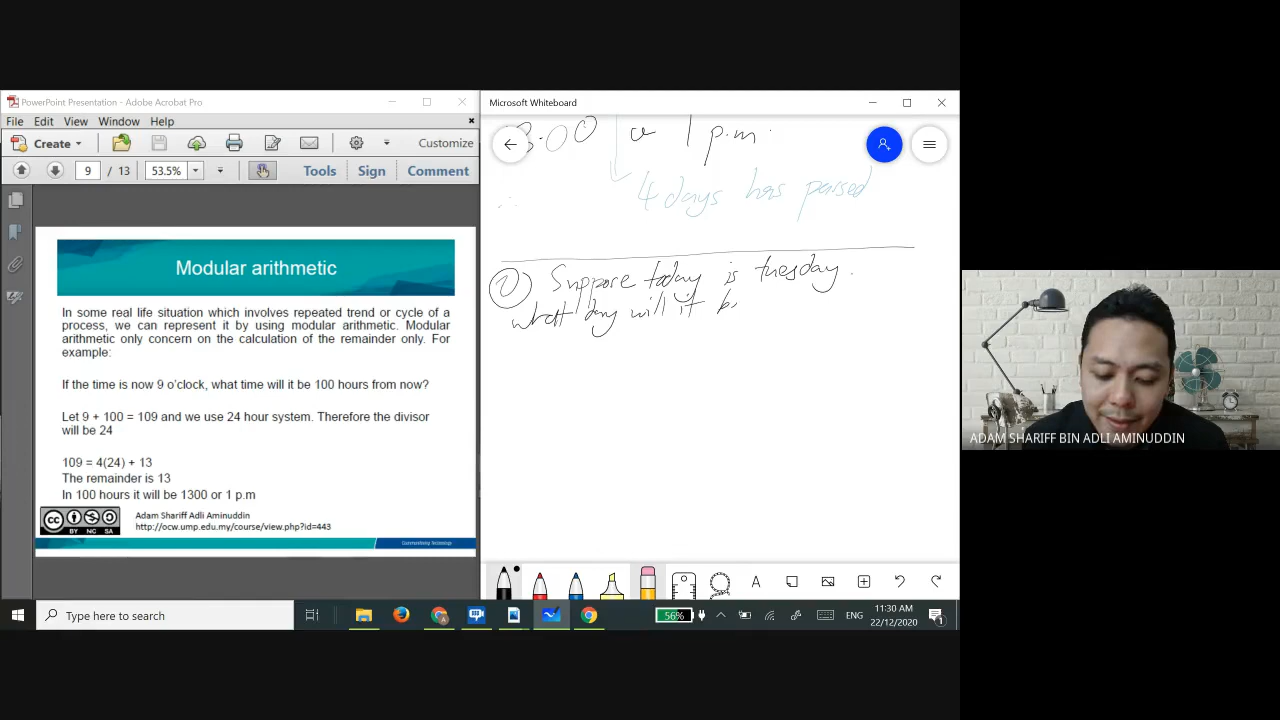 PowerPoint Presentation - Adobe Acrobat Pro
File Edit View Window Help
Create
Customize
9 / 13
53.5%
Tools
Sign
Comment
Modular arithmetic
In some real life situation which involves repeated trend or cycle of a
process, we can represent it by using modular arithmetic. Modular
arithmetic only concern on the calculation of the remainder only. For
example:
If the time is now 9 o'clock, what time will it be 100 hours from now?
Let 9 + 100 = 109 and we use 24 hour system. Therefore the divisor
will be 24
109 = 4(24) + 13
The remainder is 13
In 100 hours it will be 1300 or 1 p.m
CC BY NC SA
Adam Shariff Adli Aminuddin
http://ocw.ump.edu.my/course/view.php?id=443
Microsoft Whiteboard
1 p.m.
4 days has passed
② Suppose today is tuesday.
what day will it b
ADAM SHARIFF BIN ADLI AMINUDDIN
Type here to search
56%
ENG
11:30 AM
22/12/2020